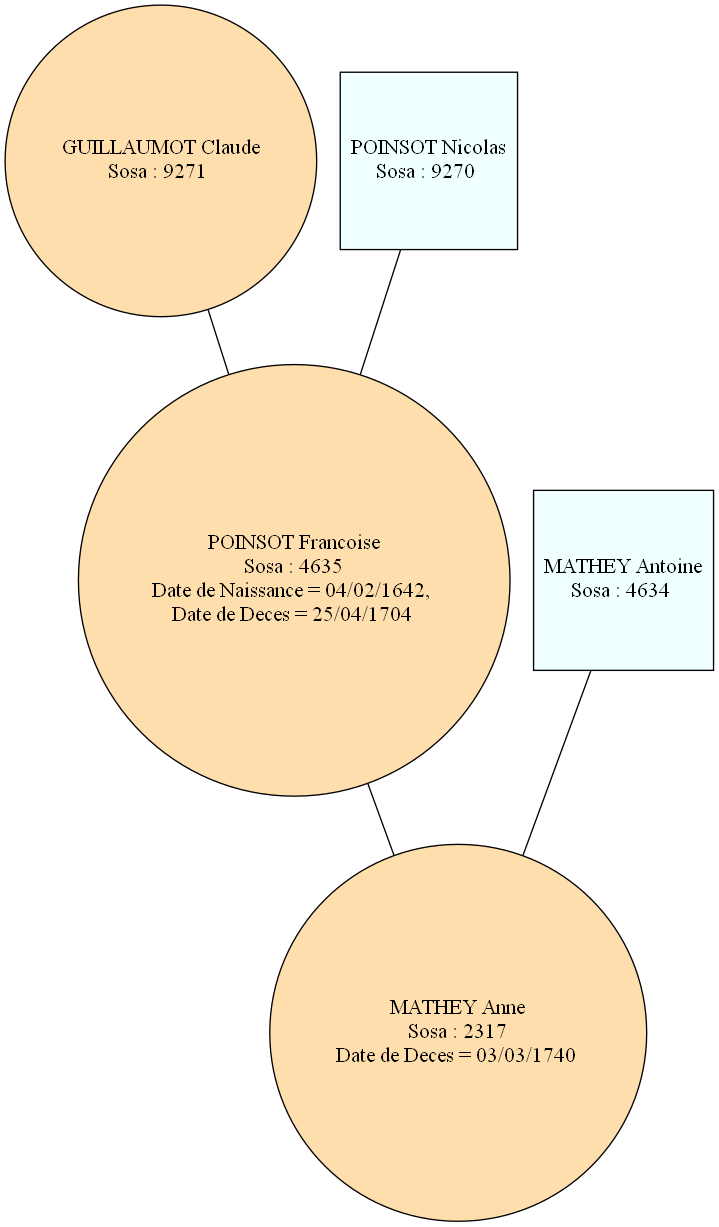 GUILLAUMOT Claude
Sosa : 9271
POINSOT Nicolas
Sosa : 9270
POINSOT Francoise
Sosa : 4635
Date de Naissance = 04/02/1642,
Date de Deces = 25/04/1704
MATHEY Antoine
Sosa : 4634
MATHEY Anne
Sosa : 2317
Date de Deces = 03/03/1740